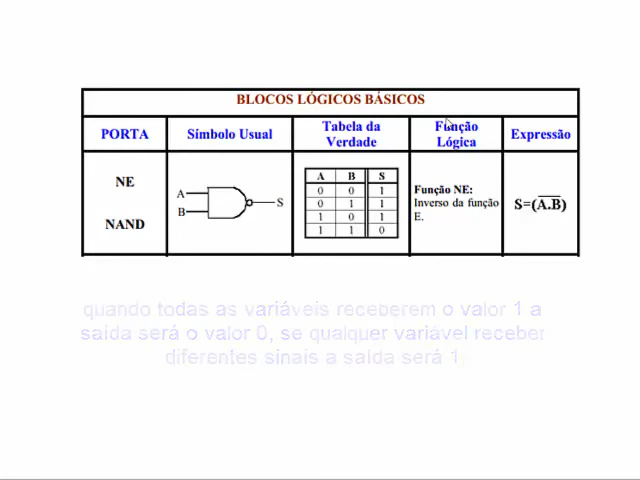 BLOCOS LÓGICOS BÁSICOS
PORTA Símbolo Usual Tabela da Verdade Função Lógica Expressão
NE
NAND
A
B
S
A B S
0 0 1
0 1 1
1 0 1
1 1 0
Função NE:
Inverso da função
E.
S=(A.B)
quando todas as variáveis receberem o valor 1 a
saída será o valor 0, se qualquer variável receber
diferentes sinais a saída será 1.